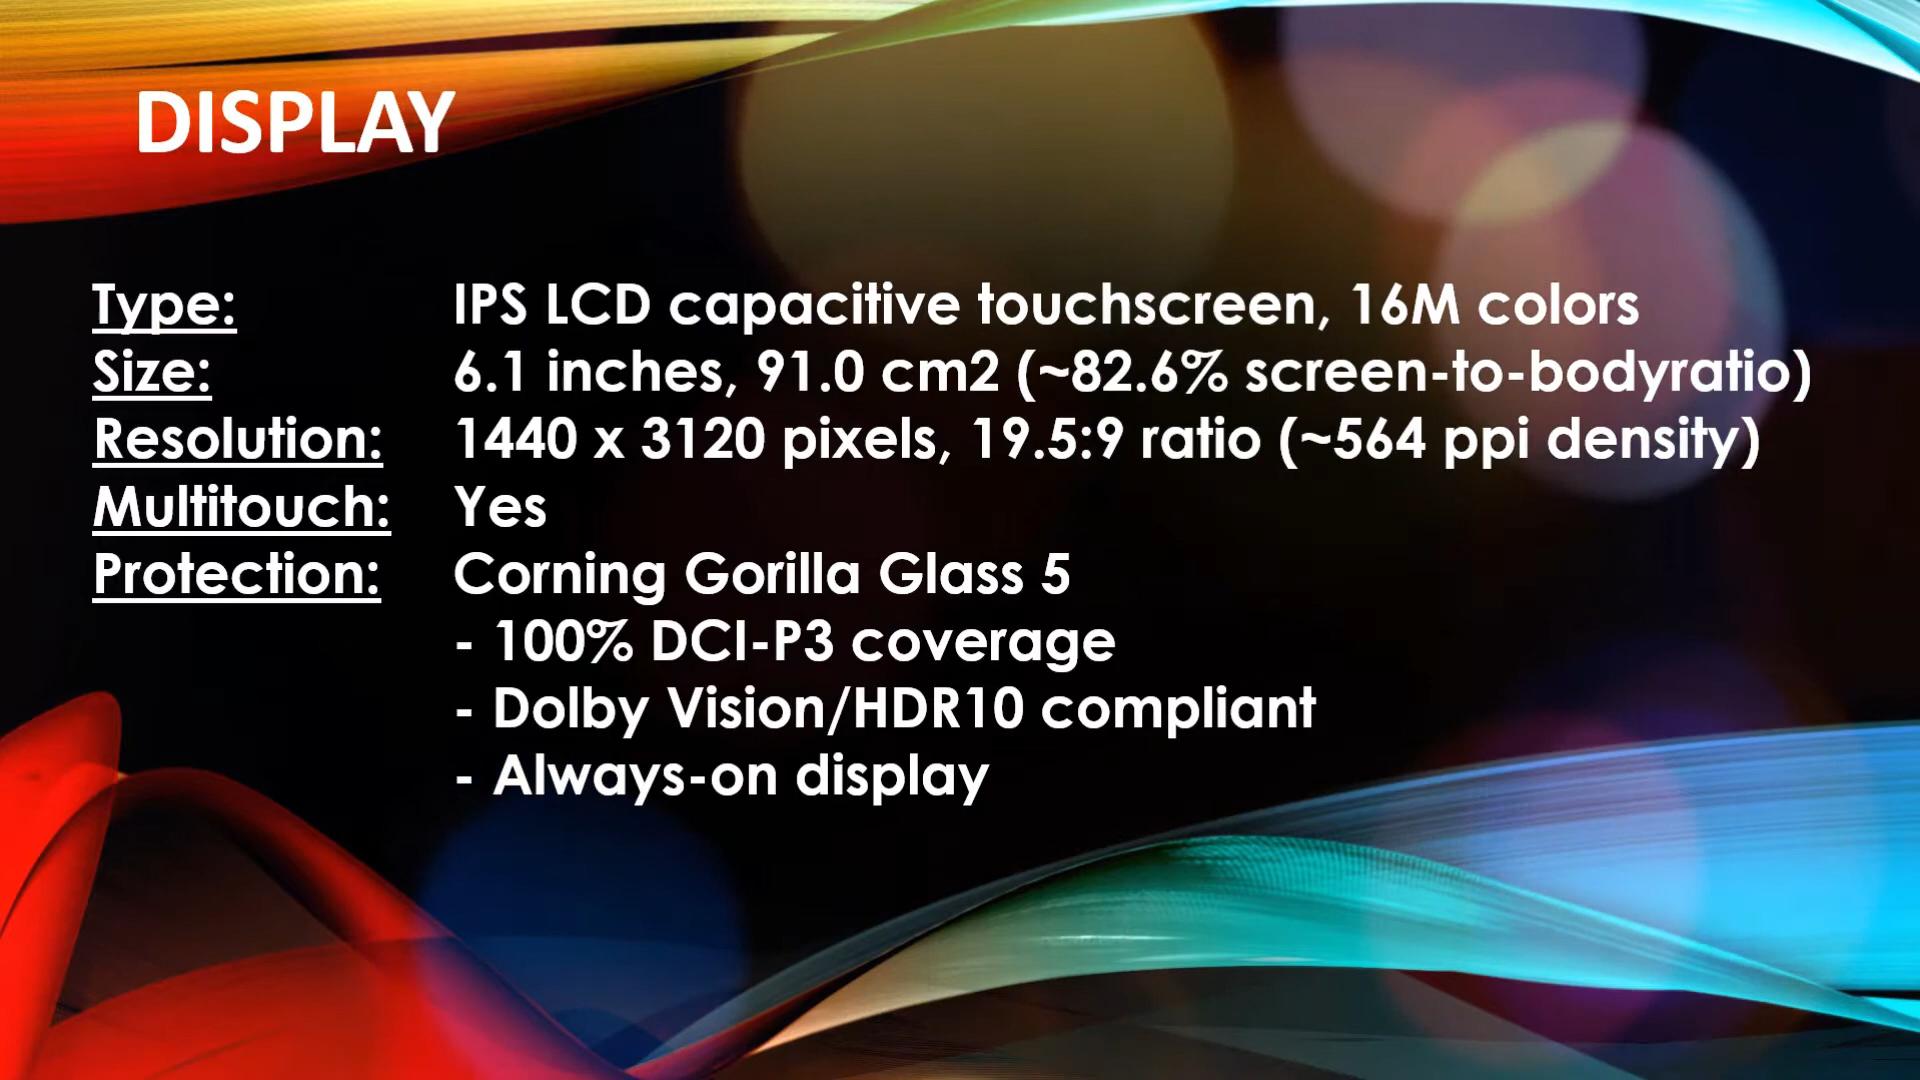 DISPLAY
Type: IPS LCD capacitive touchscreen, 16M colors
Size: 6.1 inches, 91.0 cm2 (~82.6% screen-to-bodyratio)
Resolution: 1440 x 3120 pixels, 19.5:9 ratio (~564 ppi density)
Multitouch: Yes
Protection: Corning Gorilla Glass 5
- 100% DCI-P3 coverage
- Dolby Vision/HDR10 compliant
- Always-on display